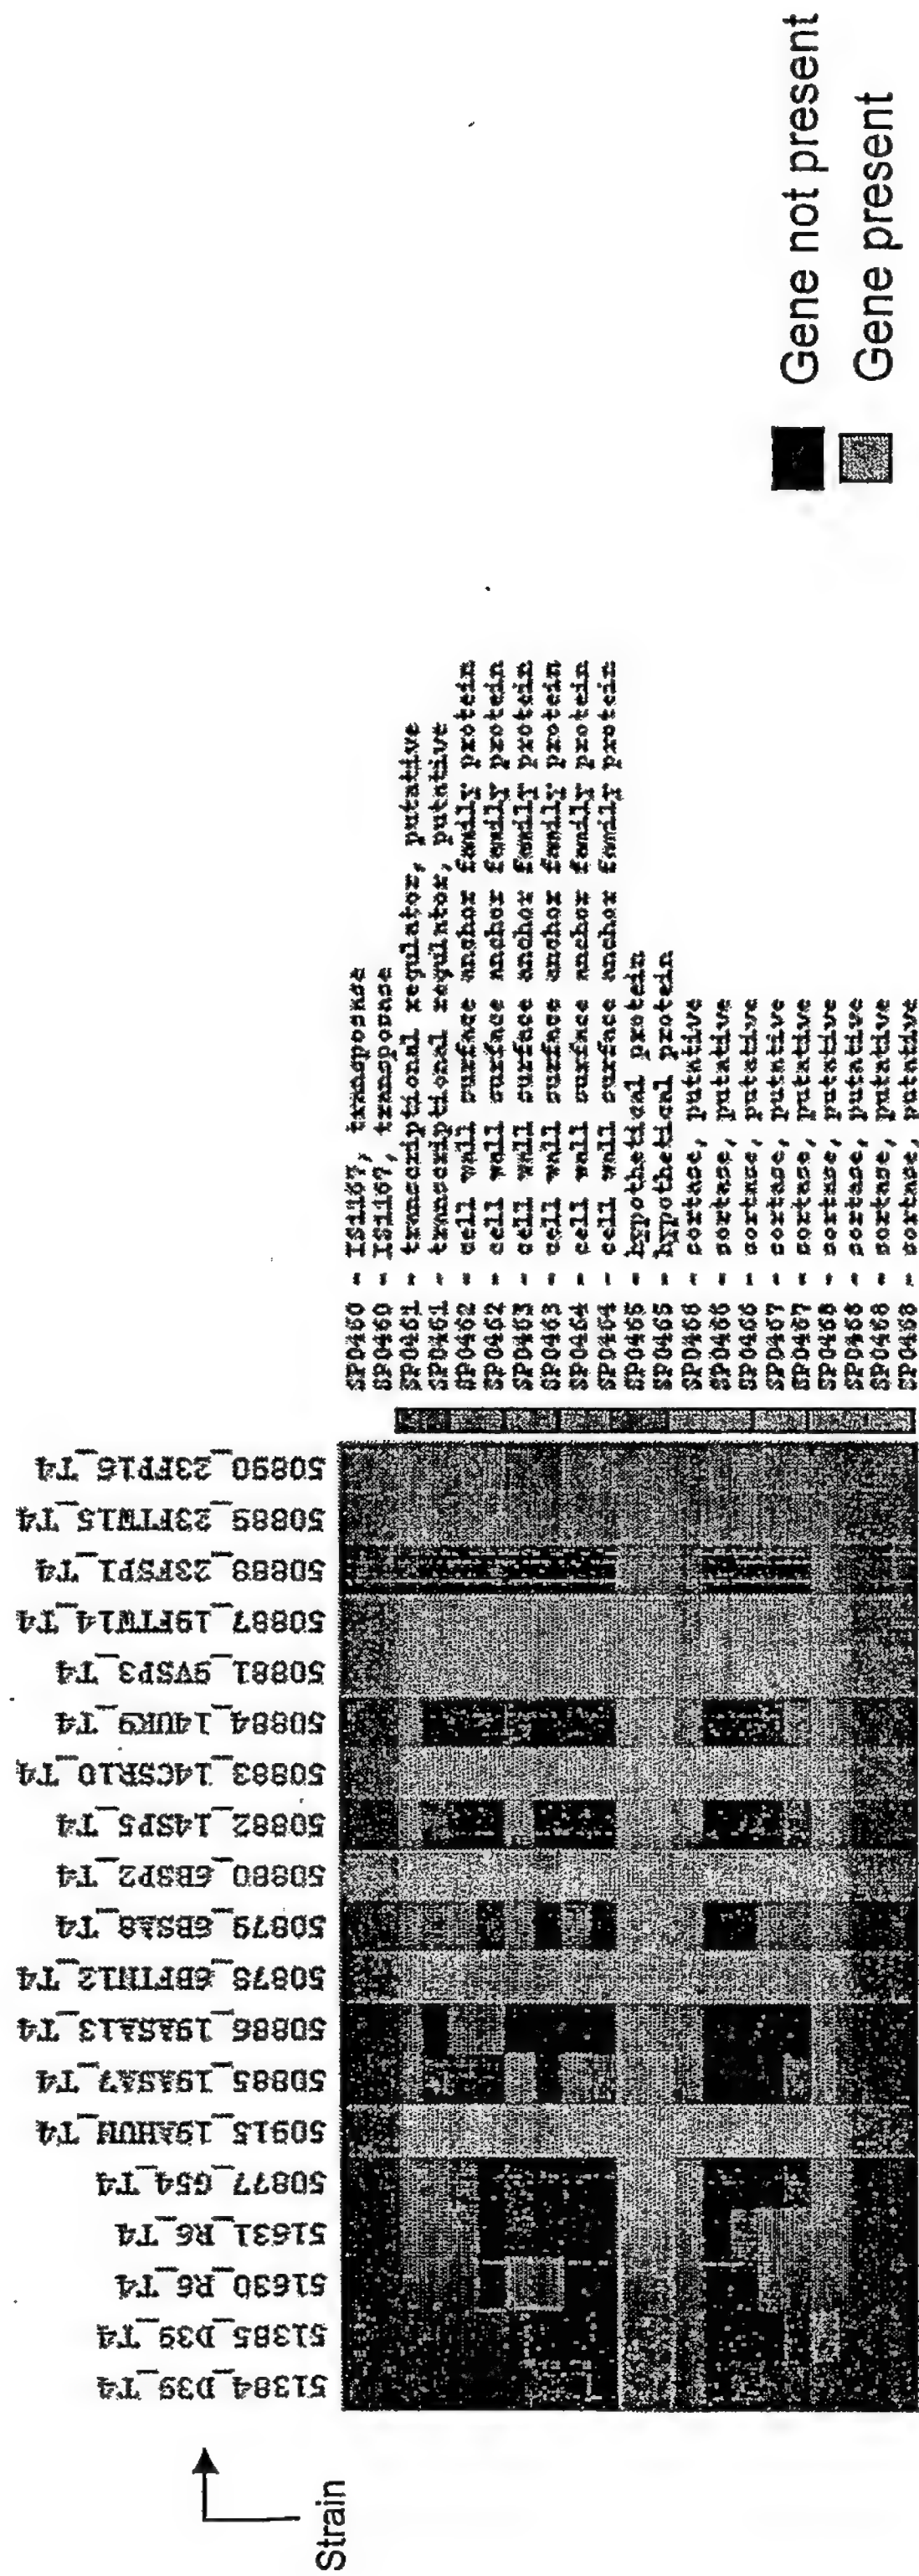 50890_23FP16_T4
50889_23FTW15_T4
50888_23FSP1_T4
50887_19FTW14_T4
50881_9VSP3_T4
50884_14UK9_T4
50883_14CSR10_T4
50882_14SP5_T4
50880_6BSP2_T4
50879_6BSA8_T4
50878_6BFIN12_T4
50886_19ASA13_T4
50885_19ASA7_T4
50915_19AHUN_T4
50877_G54_T4
51631_R6_T4
51630_R6_T4
51385_D39_T4
51384_D39_T4
Strain
SP0460 - IS1167, transposase
SP0460 - IS1167, transposase
SP0461 - transcriptional regulator, putative
SP0461 - transcriptional regulator, putative
SP0462 - cell wall surface anchor family protein
SP0462 - cell wall surface anchor family protein
SP0463 - cell wall surface anchor family protein
SP0463 - cell wall surface anchor family protein
SP0464 - cell wall surface anchor family protein
SP0464 - cell wall surface anchor family protein
SP0465 - hypothetical protein
SP0465 - hypothetical protein
SP0466 - sortase, putative
SP0466 - sortase, putative
SP0466 - sortase, putative
SP0467 - sortase, putative
SP0467 - sortase, putative
SP0468 - sortase, putative
SP0468 - sortase, putative
SP0468 - sortase, putative
SP0468 - sortase, putative
Gene not present
Gene present